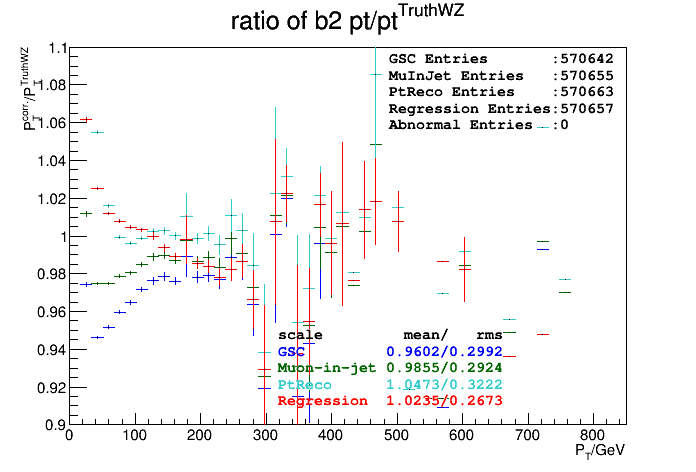 ratio of b2 pt/pt^TruthWZ
P_T^corr./P_T^TruthWZ
1.1
1.08
1.06
1.04
1.02
1
0.98
0.96
0.94
0.92
0.9
GSC Entries :570642
MuInJet Entries :570655
PtReco Entries :570663
Regression Entries:570657
Abnormal Entries :0
scale mean/ rms
GSC 0.9602/0.2992
Muon-in-jet 0.9855/0.2924
PtReco 1.0473/0.3222
Regression 1.0235/0.2673
0 100 200 300 400 500 600 700 800
P_T/GeV